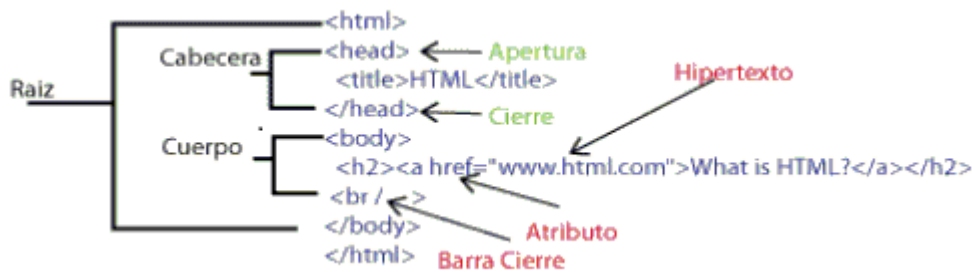 <html>
Cabecera <head> Apertura
<title>HTML</title> Hipertexto
Raiz
</head> Cierre
Cuerpo <body>
<h2><a href="www.html.com">What is HTML?</a></h2>
<br / >
</body> Atributo
</html> Barra Cierre